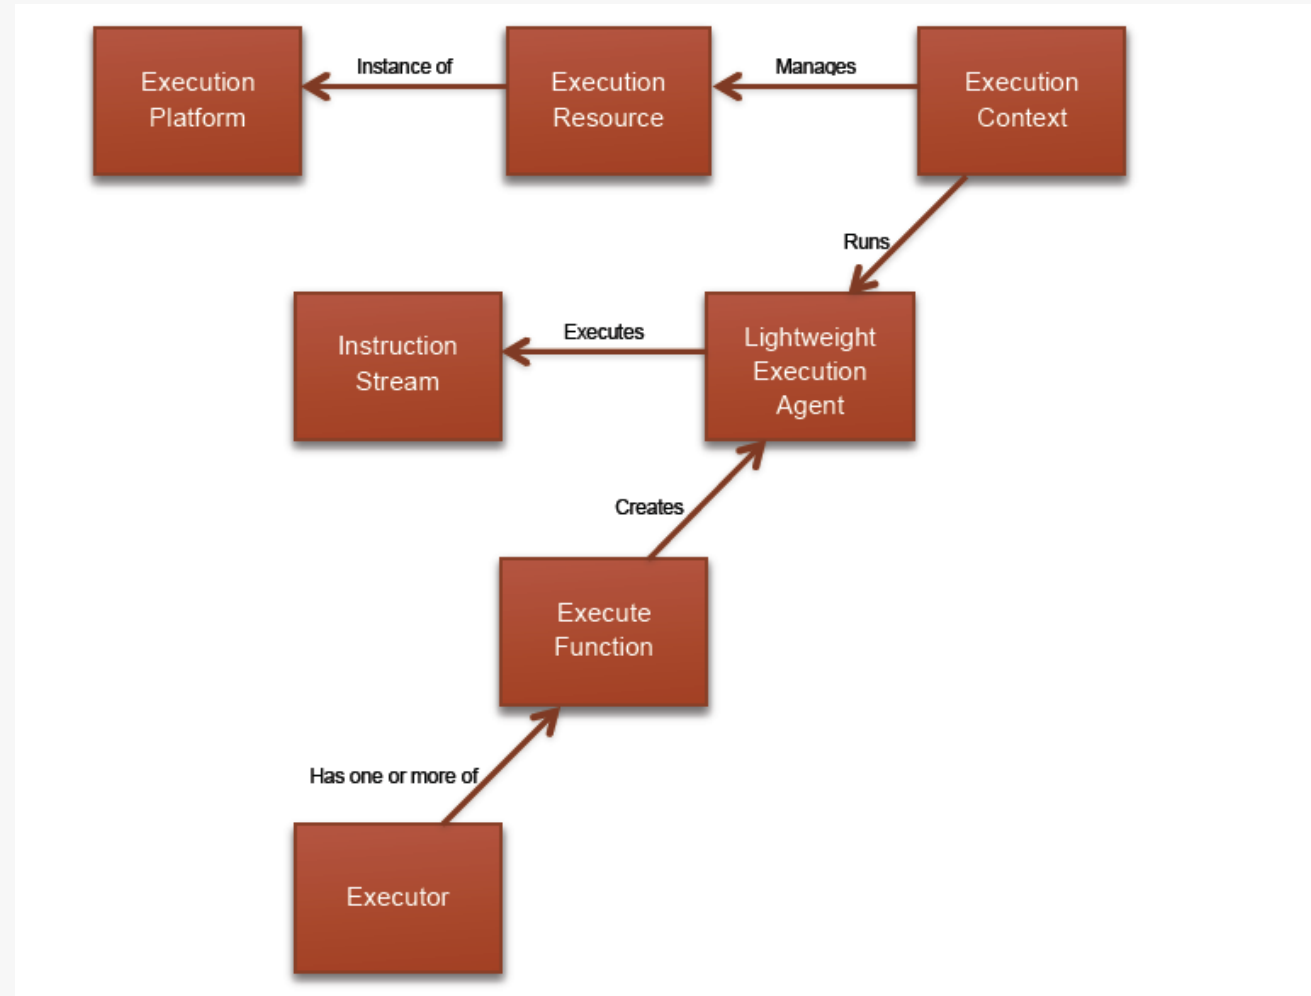 Execution
Platform
Instance of
Execution
Resource
Manages
Execution
Context
Runs
Instruction
Stream
Executes
Lightweight
Execution
Agent
Creates
Execute
Function
Has one or more of
Executor